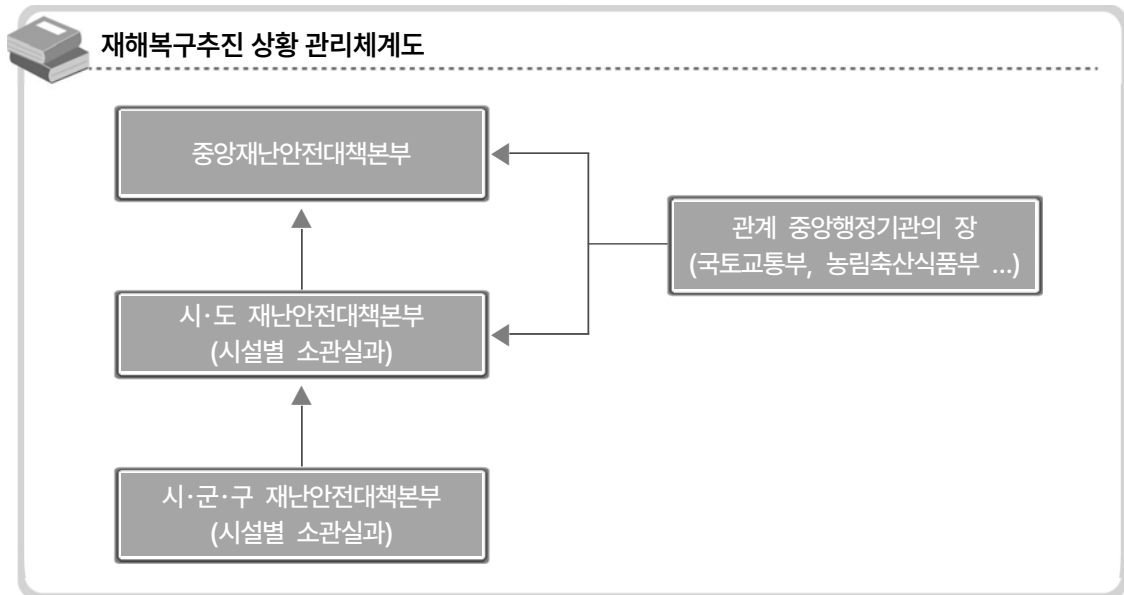 재해복구추진 상황 관리체계도
중앙재난안전대책본부
관계 중앙행정기관의 장
(국토교통부, 농림축산식품부 ...)
시·도 재난안전대책본부
(시설별 소관실과)
시·군·구 재난안전대책본부
(시설별 소관실과)